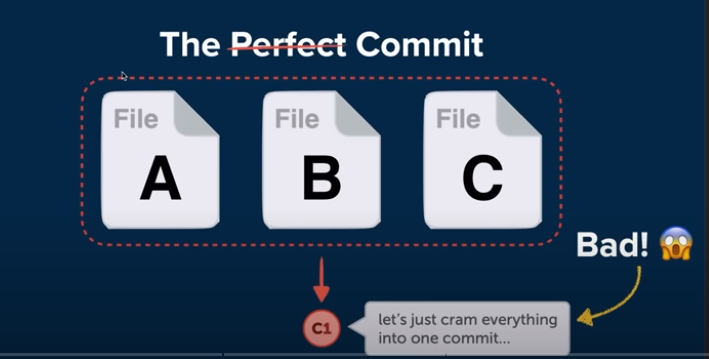 The Perfect Commit
File File File
A B C
Bad! 😱
C1
let's just cram everything
into one commit...